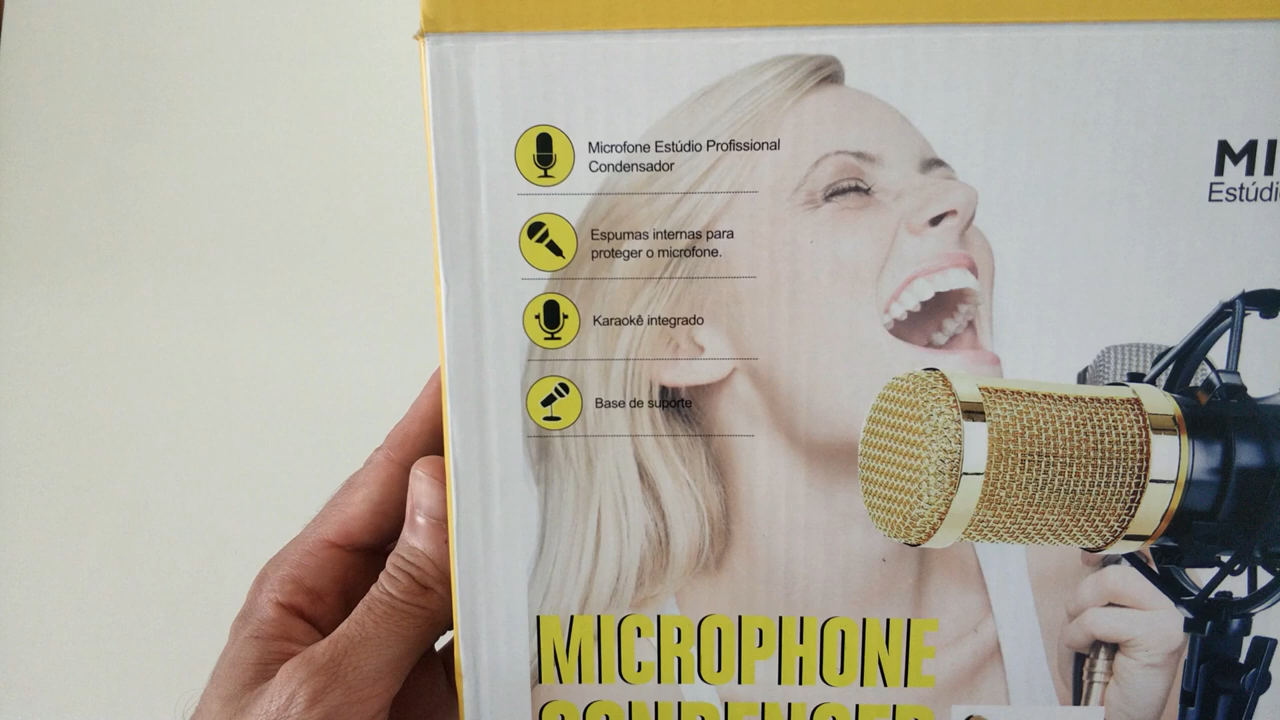 Microfone Estúdio Profissional
Condensador
Espumas internas para
proteger o microfone.
Karaokê integrado
Base de suporte
MICROPHONE